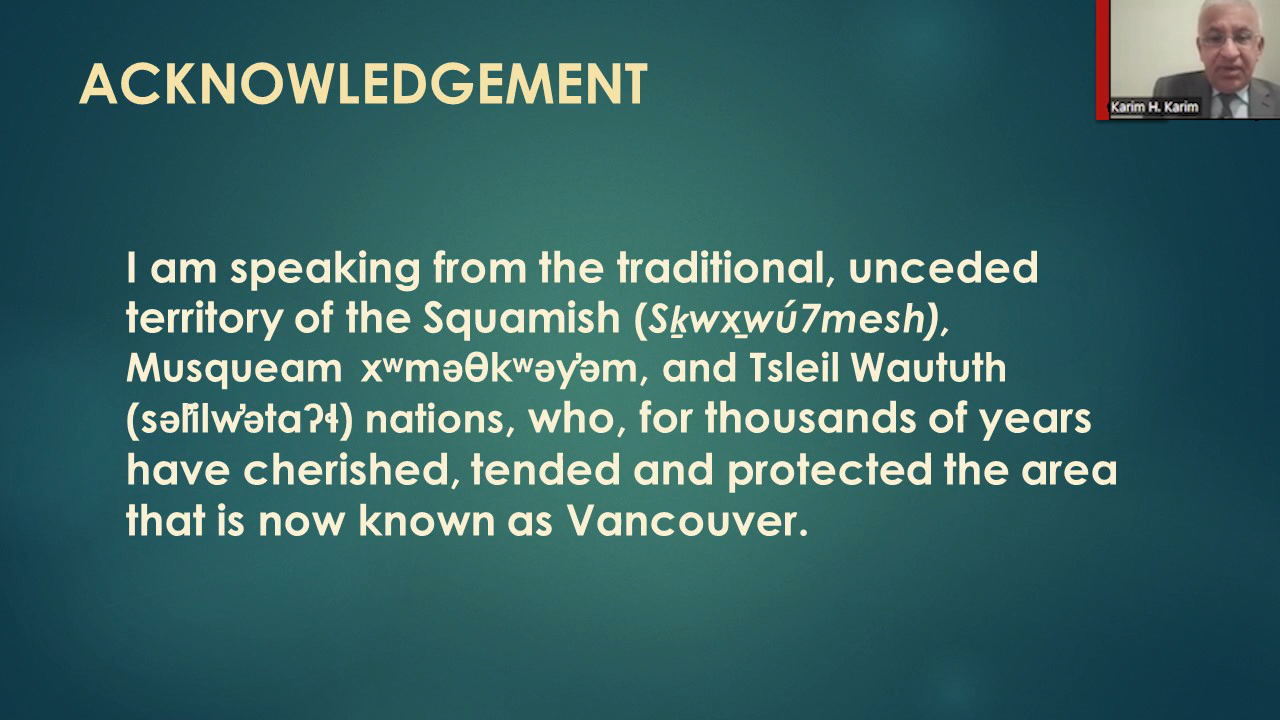 ACKNOWLEDGEMENT
Karim H. Karim
I am speaking from the traditional, unceded
territory of the Squamish (Sḵwx̱wú7mesh),
Musqueam xʷməθkʷəy̓əm, and Tsleil Waututh
(səl̓ílw̓ətaʔɬ) nations, who, for thousands of years
have cherished, tended and protected the area
that is now known as Vancouver.